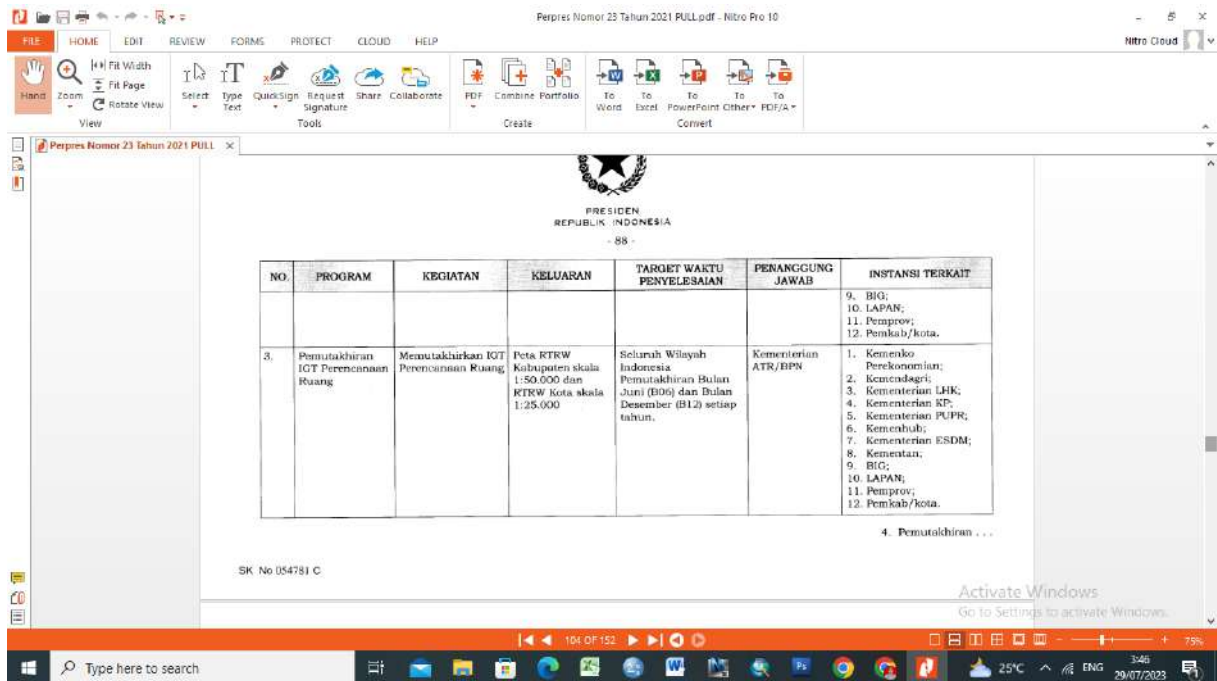 Perpres Nomor 23 Tahun 2021 PULL.pdf - Nitro Pro 10
FILE HOME EDIT REVIEW FORMS PROTECT CLOUD HELP
Nitro Cloud
Hand
Zoom
Fit Width
Fit Page
Rotate View
View
Select
Type Text
QuickSign
Request Signature
Share
Collaborate
Tools
PDF
Combine
Portfolio
Create
To Word
To Excel
To PowerPoint
To Other
To PDF/A
Convert
Perpres Nomor 23 Tahun 2021 PULL
PRESIDEN
REPUBLIK INDONESIA
- 88 -
NO. PROGRAM KEGIATAN KELUARAN TARGET WAKTU PENYELESAIAN PENANGGUNG JAWAB INSTANSI TERKAIT
9. BIG;
10. LAPAN;
11. Pemprov;
12. Pemkab/kota.
3.
Pemutakhiran
IGT Perencanaan
Ruang
Memutakhirkan IGT
Perencanaan Ruang
Peta RTRW
Kabupaten skala
1:50.000 dan
RTRW Kota skala
1:25.000
Seluruh Wilayah
Indonesia
Pemutakhiran Bulan
Juni (B06) dan Bulan
Desember (B12) setiap
tahun.
Kementerian
ATR/BPN
1. Kemenko
Perekonomian;
2. Kemendagri;
3. Kementerian LHK;
4. Kementerian KP;
5. Kementerian PUPR;
6. Kemenhub;
7. Kementerian ESDM;
8. Kementan;
9. BIG;
10. LAPAN;
11. Pemprov;
12. Pemkab/kota.
4. Pemutakhiran . . .
SK No 054781 C
Activate Windows
Go to Settings to activate Windows.
104 OF 152
75%
Type here to search
25°C
ENG
3:46
29/07/2023